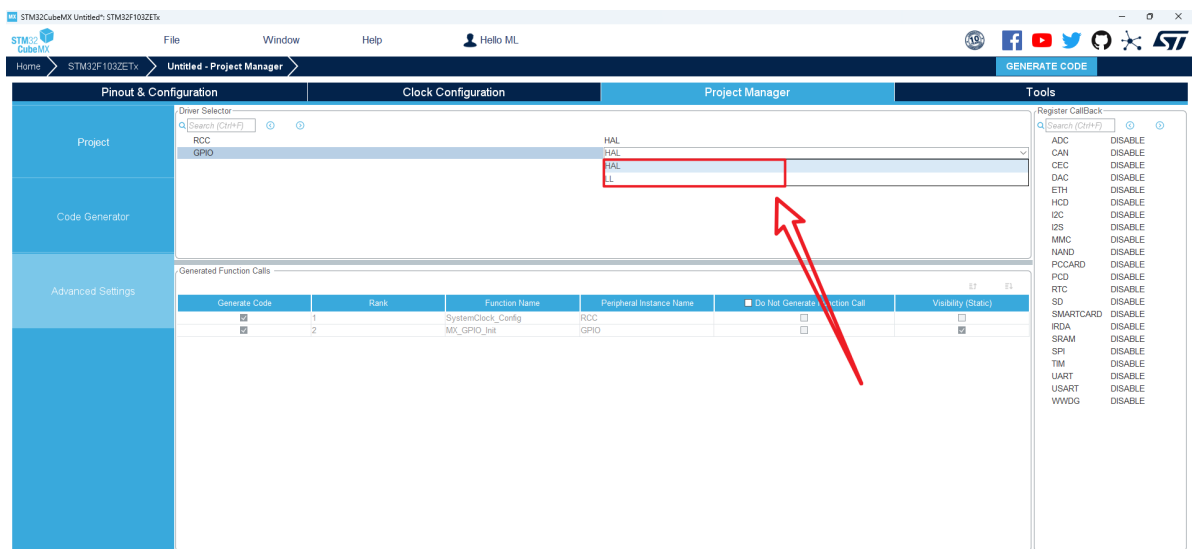 MX STM32CubeMX Untitled*: STM32F103ZETx
STM32 CubeMX
File Window Help Hello ML
10
Home STM32F103ZETx Untitled - Project Manager GENERATE CODE
Pinout & Configuration Clock Configuration Project Manager Tools
Project
Code Generator
Advanced Settings
Driver Selector
Search (Ctrl+F)
RCC HAL
GPIO HAL
HAL
LL
Generated Function Calls
Generate Code Rank Function Name Peripheral Instance Name Do Not Generate Function Call Visibility (Static)
1 SystemClock_Config RCC
2 MX_GPIO_Init GPIO
Register CallBack
Search (Ctrl+F)
ADC DISABLE
CAN DISABLE
CEC DISABLE
DAC DISABLE
ETH DISABLE
HCD DISABLE
I2C DISABLE
I2S DISABLE
MMC DISABLE
NAND DISABLE
PCCARD DISABLE
PCD DISABLE
RTC DISABLE
SD DISABLE
SMARTCARD DISABLE
IRDA DISABLE
SRAM DISABLE
SPI DISABLE
TIM DISABLE
UART DISABLE
USART DISABLE
WWDG DISABLE